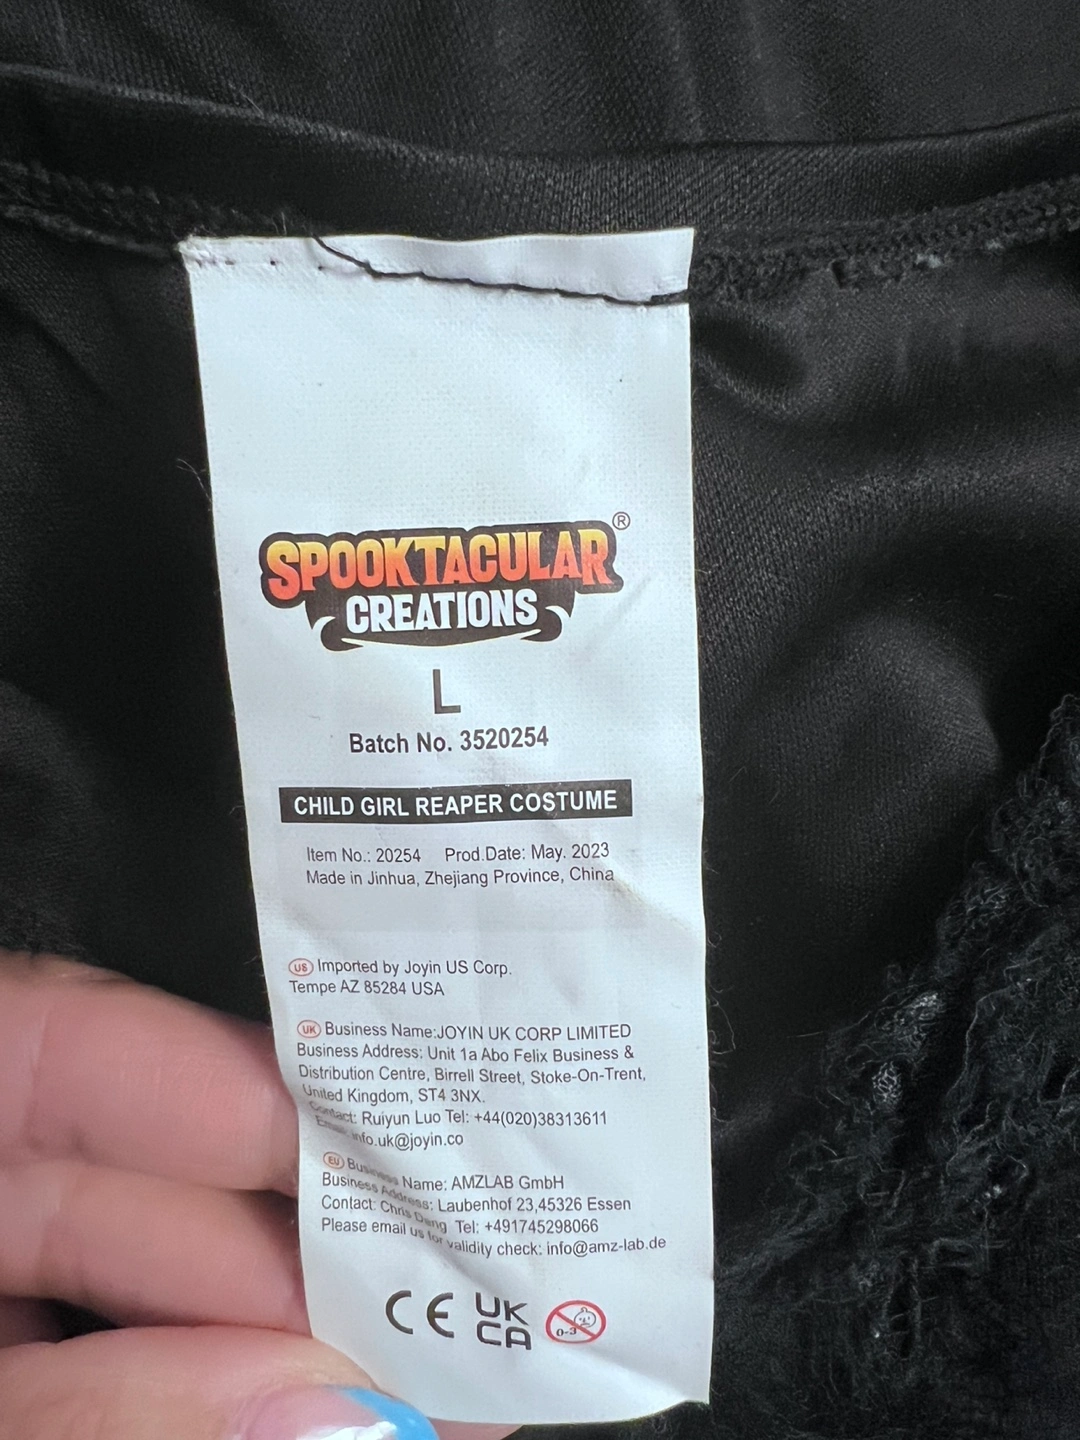 SPOOKTACULAR®
CREATIONS
L
Batch No. 3520254
CHILD GIRL REAPER COSTUME
Item No.: 20254 Prod.Date: May. 2023
Made in Jinhua, Zhejiang Province, China
US Imported by Joyin US Corp.
Tempe AZ 85284 USA
UK Business Name:JOYIN UK CORP LIMITED
Business Address: Unit 1a Abo Felix Business &
Distribution Centre, Birrell Street, Stoke-On-Trent,
United Kingdom, ST4 3NX.
Contact: Ruiyun Luo Tel: +44(020)38313611
Email: info.uk@joyin.co
EU Business Name: AMZLAB GmbH
Business Address: Laubenhof 23,45326 Essen
Contact: Chris Dang Tel: +491745298066
Please email us for validity check: info@amz-lab.de
CE UK
CA 0-3